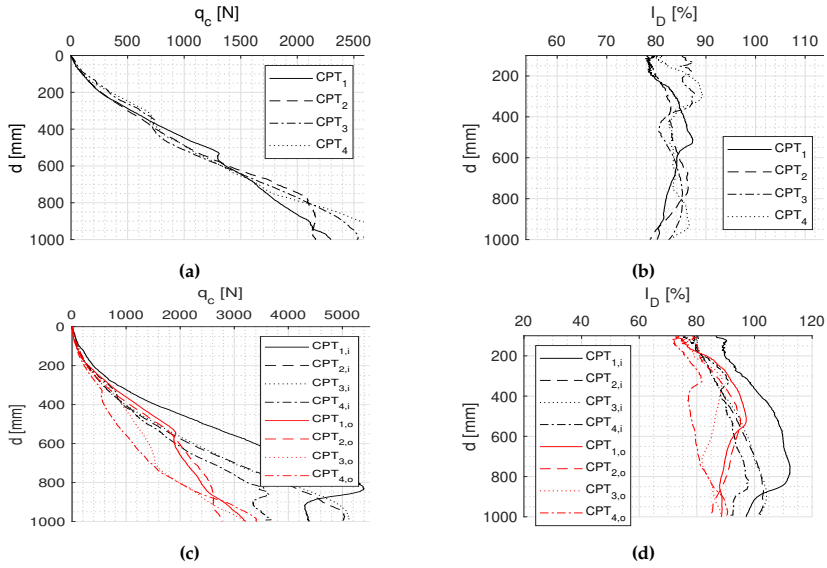 q_c [N]
0 500 1000 1500 2000 2500
0
200
400
600
800
1000
d [mm]
CPT_1
CPT_2
CPT_3
CPT_4
(a)
I_D [%]
60 70 80 90 100 110
200
400
600
800
1000
d [mm]
CPT_1
CPT_2
CPT_3
CPT_4
(b)
q_c [N]
0 1000 2000 3000 4000 5000
0
200
400
600
800
1000
d [mm]
CPT_1,i
CPT_2,i
CPT_3,i
CPT_4,i
CPT_1,o
CPT_2,o
CPT_3,o
CPT_4,o
(c)
I_D [%]
20 40 60 80 100 120
200
400
600
800
1000
d [mm]
CPT_1,i
CPT_2,i
CPT_3,i
CPT_4,i
CPT_1,o
CPT_2,o
CPT_3,o
CPT_4,o
(d)